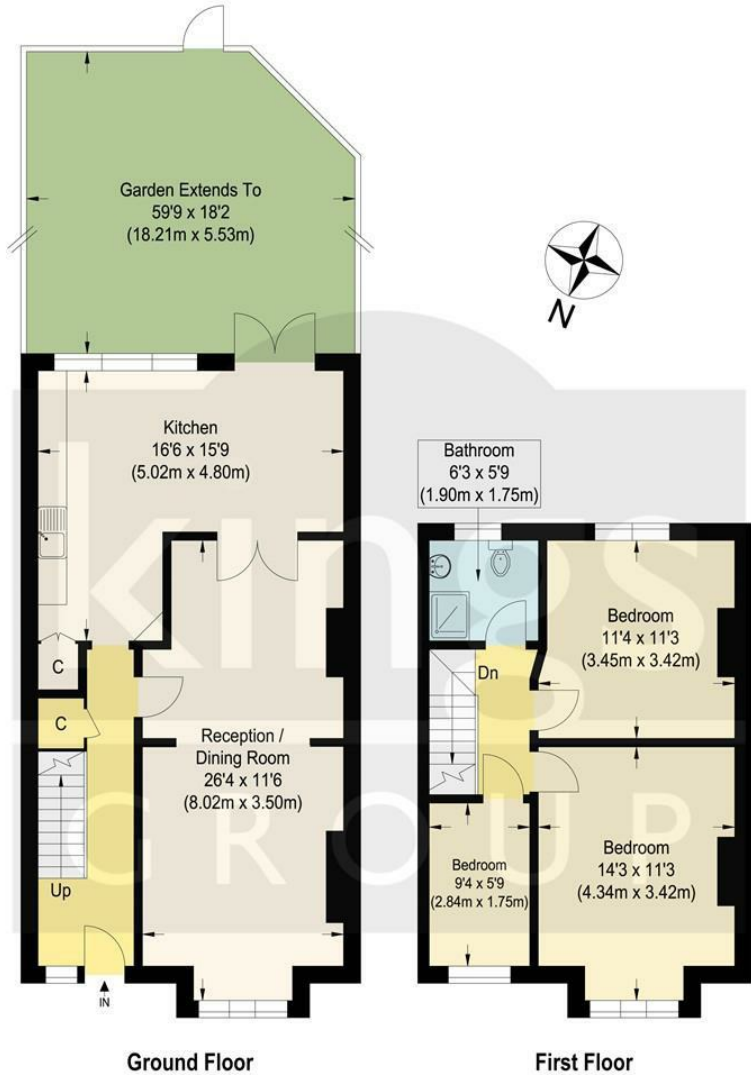 Garden Extends To
59'9 x 18'2
(18.21m x 5.53m)
N
Kitchen
16'6 x 15'9
(5.02m x 4.80m)
C
C
Up
Reception /
Dining Room
26'4 x 11'6
(8.02m x 3.50m)
IN
Bathroom
6'3 x 5'9
(1.90m x 1.75m)
Bedroom
11'4 x 11'3
(3.45m x 3.42m)
Dn
Bedroom
9'4 x 5'9
(2.84m x 1.75m)
Bedroom
14'3 x 11'3
(4.34m x 3.42m)
kings
GROUP
Ground Floor
First Floor